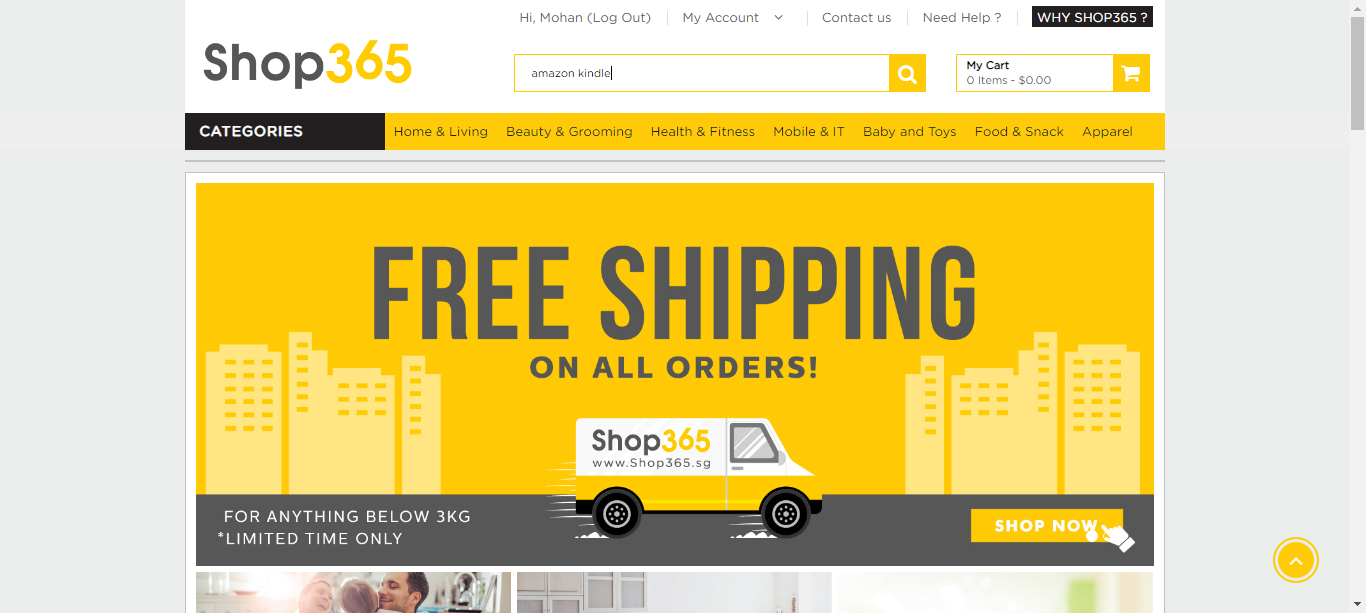 Hi, Mohan (Log Out) My Account Contact us Need Help ? WHY SHOP365 ?
Shop365
amazon kindle
My Cart
0 Items - $0.00
CATEGORIES Home & Living Beauty & Grooming Health & Fitness Mobile & IT Baby and Toys Food & Snack Apparel
FREE SHIPPING
ON ALL ORDERS!
Shop365
www.Shop365.sg
FOR ANYTHING BELOW 3KG
*LIMITED TIME ONLY
SHOP NOW